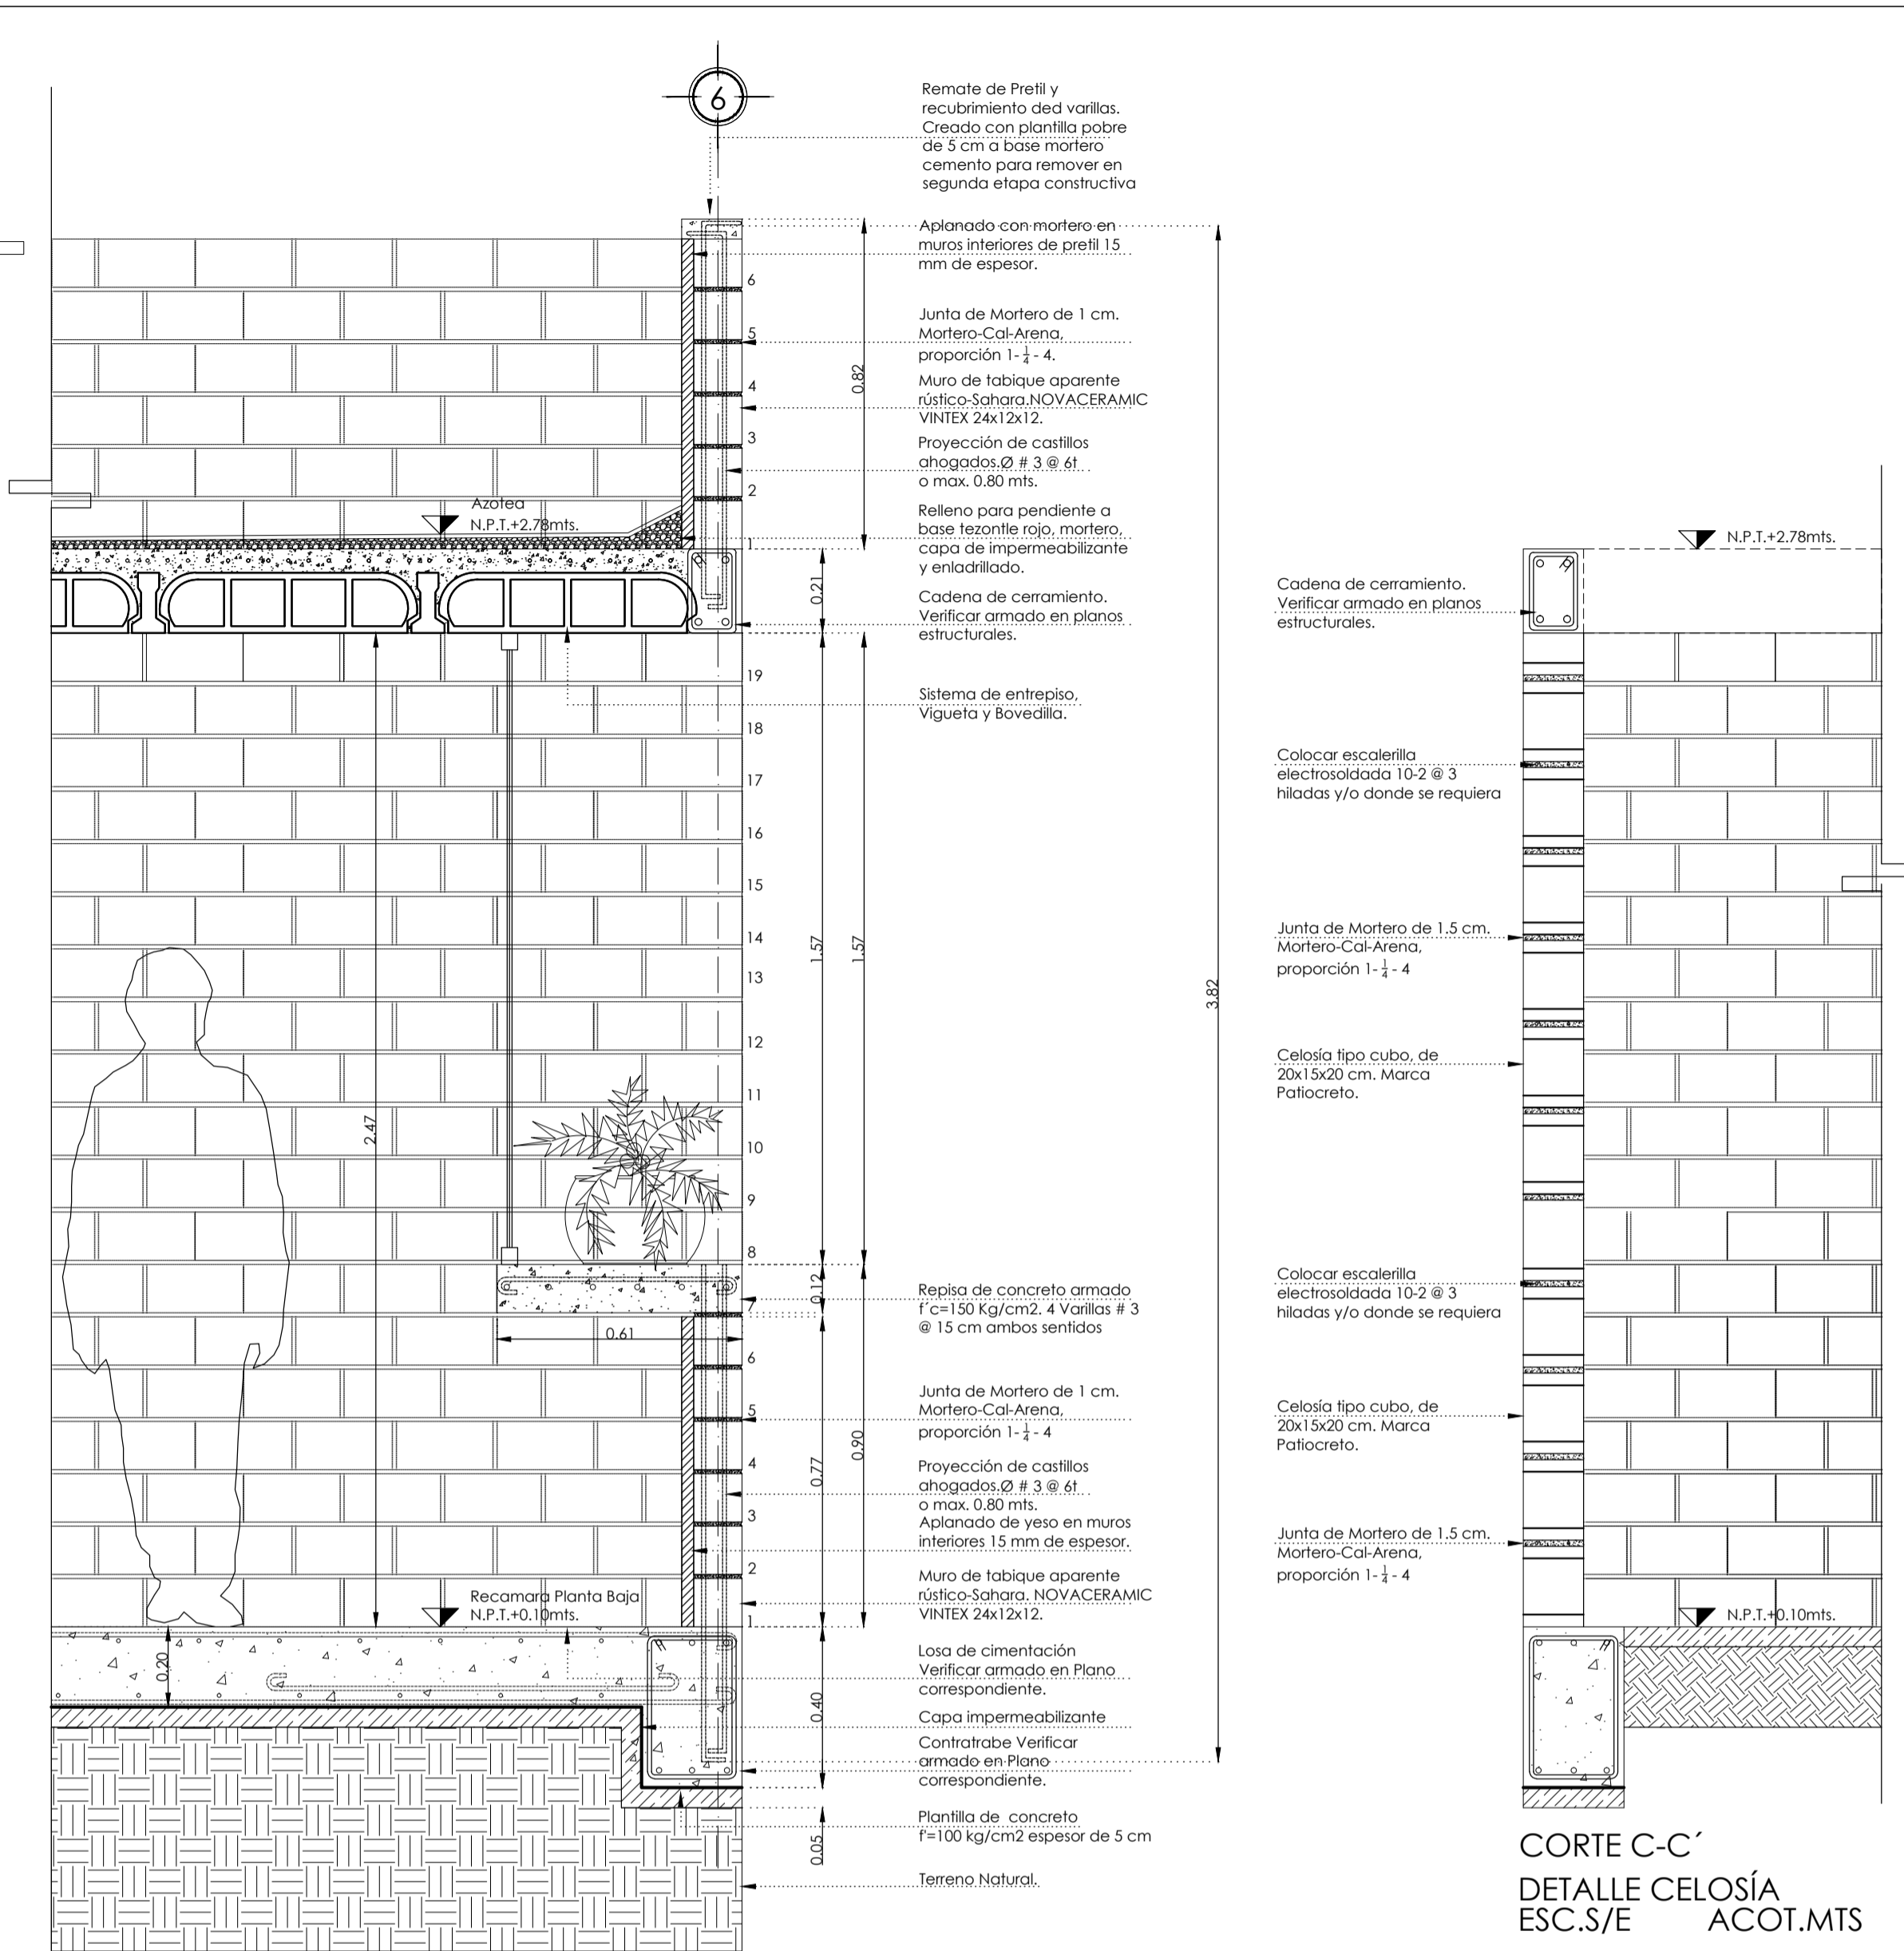 6
Remate de Pretil y
recubrimiento ded varillas.
Creado con plantilla pobre
de 5 cm a base mortero
cemento para remover en
segunda etapa constructiva
Aplanado con mortero en
muros interiores de pretil 15
mm de espesor.
Junta de Mortero de 1 cm.
Mortero-Cal-Arena,
proporción 1-1/4 - 4.
Muro de tabique aparente
rústico-Sahara.NOVACERAMIC
VINTEX 24x12x12.
Proyección de castillos
ahogados.Ø # 3 @ 6t
o max. 0.80 mts.
Relleno para pendiente a
base tezontle rojo, mortero,
capa de impermeabilizante
y enladrillado.
Cadena de cerramiento.
Verificar armado en planos
estructurales.
Sistema de entrepiso,
Vigueta y Bovedilla.
Repisa de concreto armado
f´c=150 Kg/cm2. 4 Varillas # 3
@ 15 cm ambos sentidos
Junta de Mortero de 1 cm.
Mortero-Cal-Arena,
proporción 1-1/4 - 4
Proyección de castillos
ahogados.Ø # 3 @ 6t
o max. 0.80 mts.
Aplanado de yeso en muros
interiores 15 mm de espesor.
Muro de tabique aparente
rústico-Sahara. NOVACERAMIC
VINTEX 24x12x12.
Losa de cimentación
Verificar armado en Plano
correspondiente.
Capa impermeabilizante
Contratrabe Verificar
armado en Plano
correspondiente.
Plantilla de concreto
f'=100 kg/cm2 espesor de 5 cm
Terreno Natural.
6
5
4
3
2
1
Azotea
N.P.T.+2.78mts.
19
18
17
16
15
14
13
12
11
10
9
8
7
6
5
4
3
2
1
Recamara Planta Baja
N.P.T.+0.10mts.
0.82
0.21
1.57
1.57
2.47
0.12
0.61
0.77
0.90
0.20
0.40
0.05
3.82
N.P.T.+2.78mts.
Cadena de cerramiento.
Verificar armado en planos
estructurales.
Colocar escalerilla
electrosoldada 10-2 @ 3
hiladas y/o donde se requiera
Junta de Mortero de 1.5 cm.
Mortero-Cal-Arena,
proporción 1-1/4 - 4
Celosía tipo cubo, de
20x15x20 cm. Marca
Patiocreto.
Colocar escalerilla
electrosoldada 10-2 @ 3
hiladas y/o donde se requiera
Celosía tipo cubo, de
20x15x20 cm. Marca
Patiocreto.
Junta de Mortero de 1.5 cm.
Mortero-Cal-Arena,
proporción 1-1/4 - 4
N.P.T.+0.10mts.
CORTE C-C´
DETALLE CELOSÍA
ESC.S/E ACOT.MTS